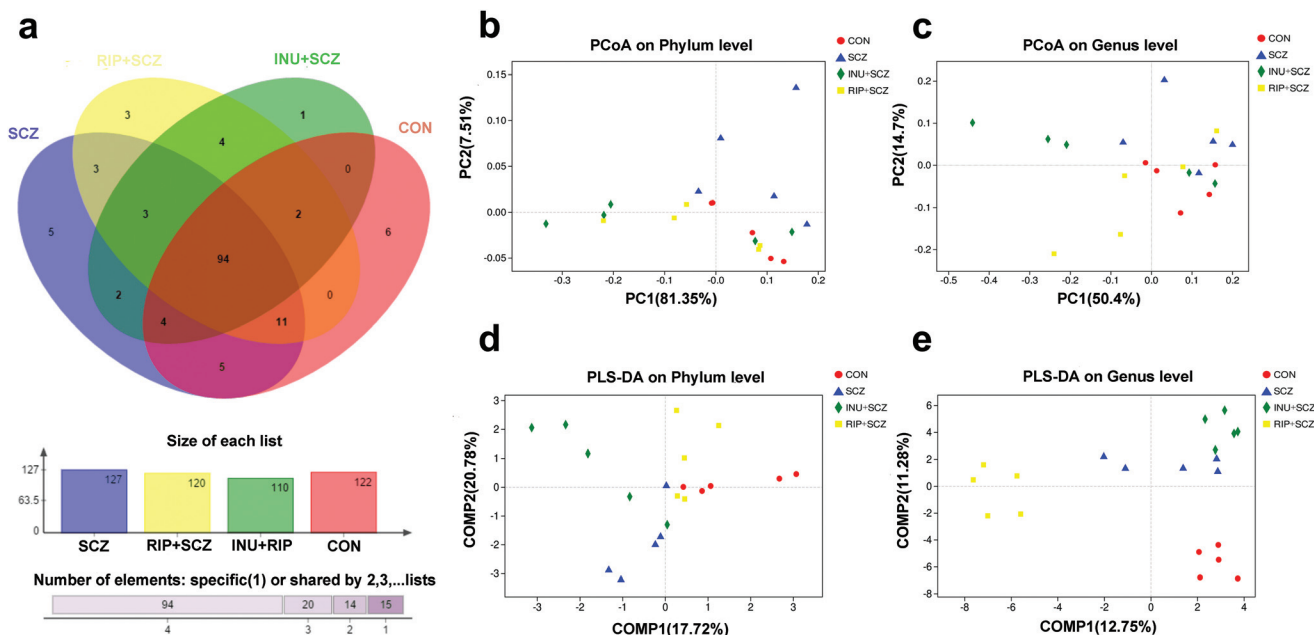 a
RIP+SCZ
INU+SCZ
SCZ
CON
3
1
4
3
0
3
2
5
6
94
2
0
4
11
5
Size of each list
127
127
120
110
122
63.5
0
SCZ
RIP+SCZ
INU+RIP
CON
Number of elements: specific(1) or shared by 2,3,...lists
94
20
14
15
4
3
2
1
b
PCoA on Phylum level
CON
SCZ
INU+SCZ
RIP+SCZ
PC2(7.51%)
0.15
0.10
0.05
0.00
-0.05
-0.3
-0.2
-0.1
-0.0
0.1
0.2
PC1(81.35%)
c
PCoA on Genus level
CON
SCZ
INU+SCZ
RIP+SCZ
PC2(14.7%)
0.2
0.1
0.0
-0.1
-0.2
-0.5
-0.4
-0.3
-0.2
-0.1
0.0
0.1
0.2
PC1(50.4%)
d
PLS-DA on Phylum level
CON
SCZ
INU+SCZ
RIP+SCZ
COMP2(20.78%)
3
2
1
0
-1
-2
-3
-3
-2
-1
0
1
2
3
COMP1(17.72%)
e
PLS-DA on Genus level
CON
SCZ
INU+SCZ
RIP+SCZ
COMP2(11.28%)
6
4
2
0
-2
-4
-6
-8
-8
-6
-4
-2
0
2
4
COMP1(12.75%)